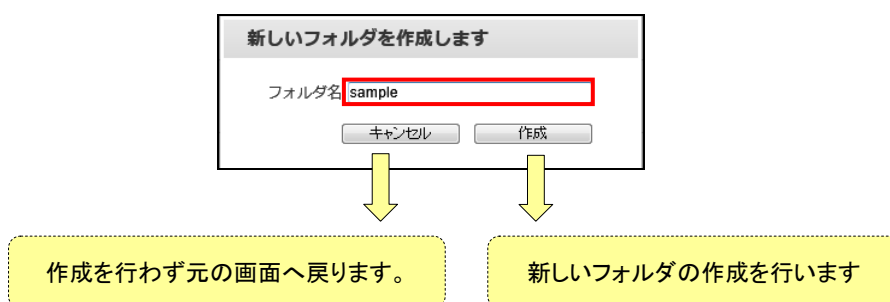 新しいフォルダを作成します
フォルダ名 sample
キャンセル 作成
作成を行わず元の画面へ戻ります。
新しいフォルダの作成を行います